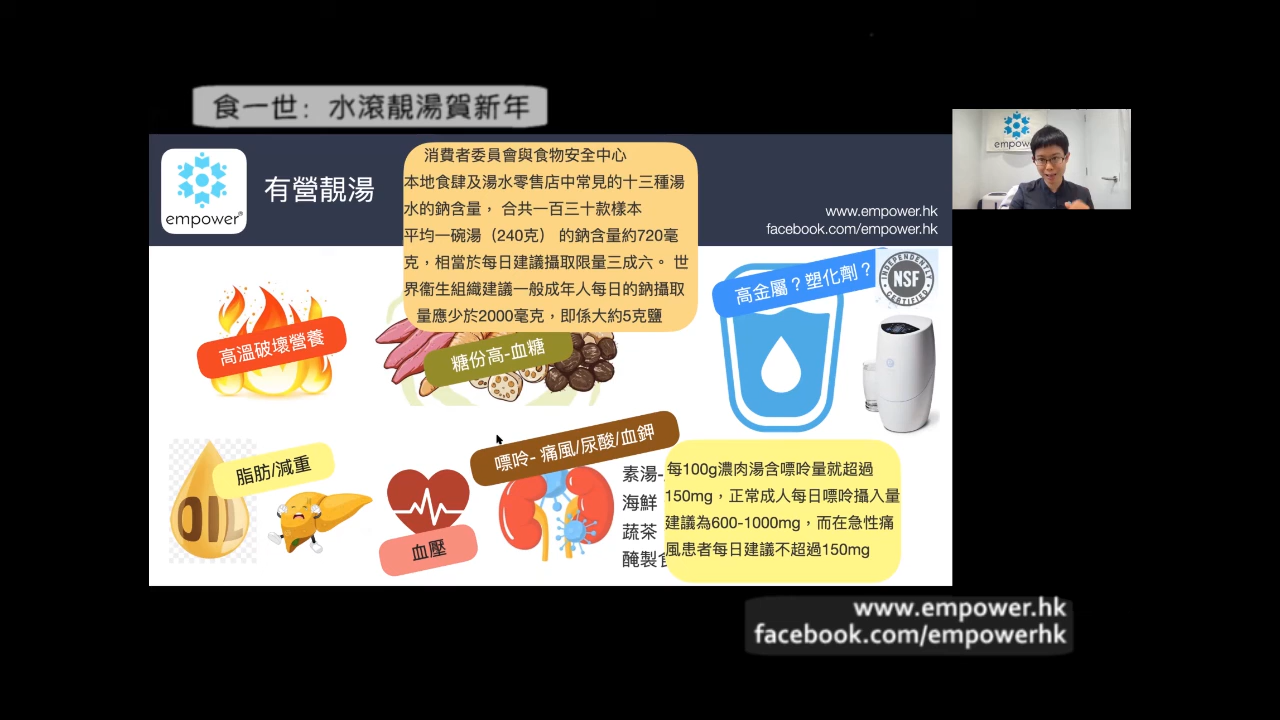 食一世：水滾靚湯賀新年
empower®
有營靚湯
消費者委員會與食物安全中心
本地食肆及湯水零售店中常見的十三種湯
水的鈉含量， 合共一百三十款樣本
平均一碗湯（240克） 的鈉含量約720毫
克，相當於每日建議攝取限量三成六。 世
界衞生組織建議一般成年人每日的鈉攝取
量應少於2000毫克，即係大約5克鹽
www.empower.hk
facebook.com/empower.hk
高溫破壞營養
糖份高-血糖
高金屬？塑化劑？
INDEPENDENTLY
NSF
CERTIFIED
脂肪/減重
OIL
血壓
嘌呤- 痛風/尿酸/血鉀
素湯-
海鮮
蔬茶
醃製食
每100g濃肉湯含嘌呤量就超過
150mg，正常成人每日嘌呤攝入量
建議為600-1000mg，而在急性痛
風患者每日建議不超過150mg
www.empower.hk
facebook.com/empowerhk